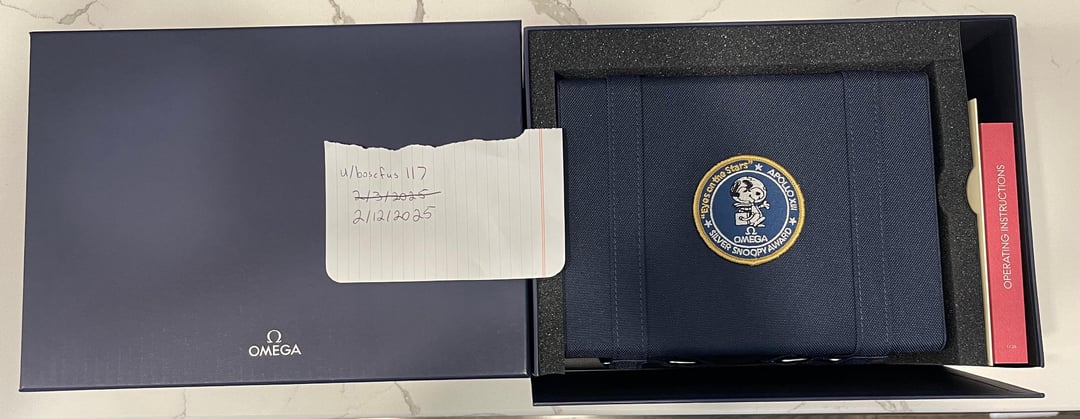 u/bosefus 117
2/3/2025
2/12/2025
Ω
OMEGA
"Eyes on the Stars" ★ APOLLO XIII
Ω
OMEGA
★ SILVER SNOOPY AWARD ★
OPERATING INSTRUCTIONS